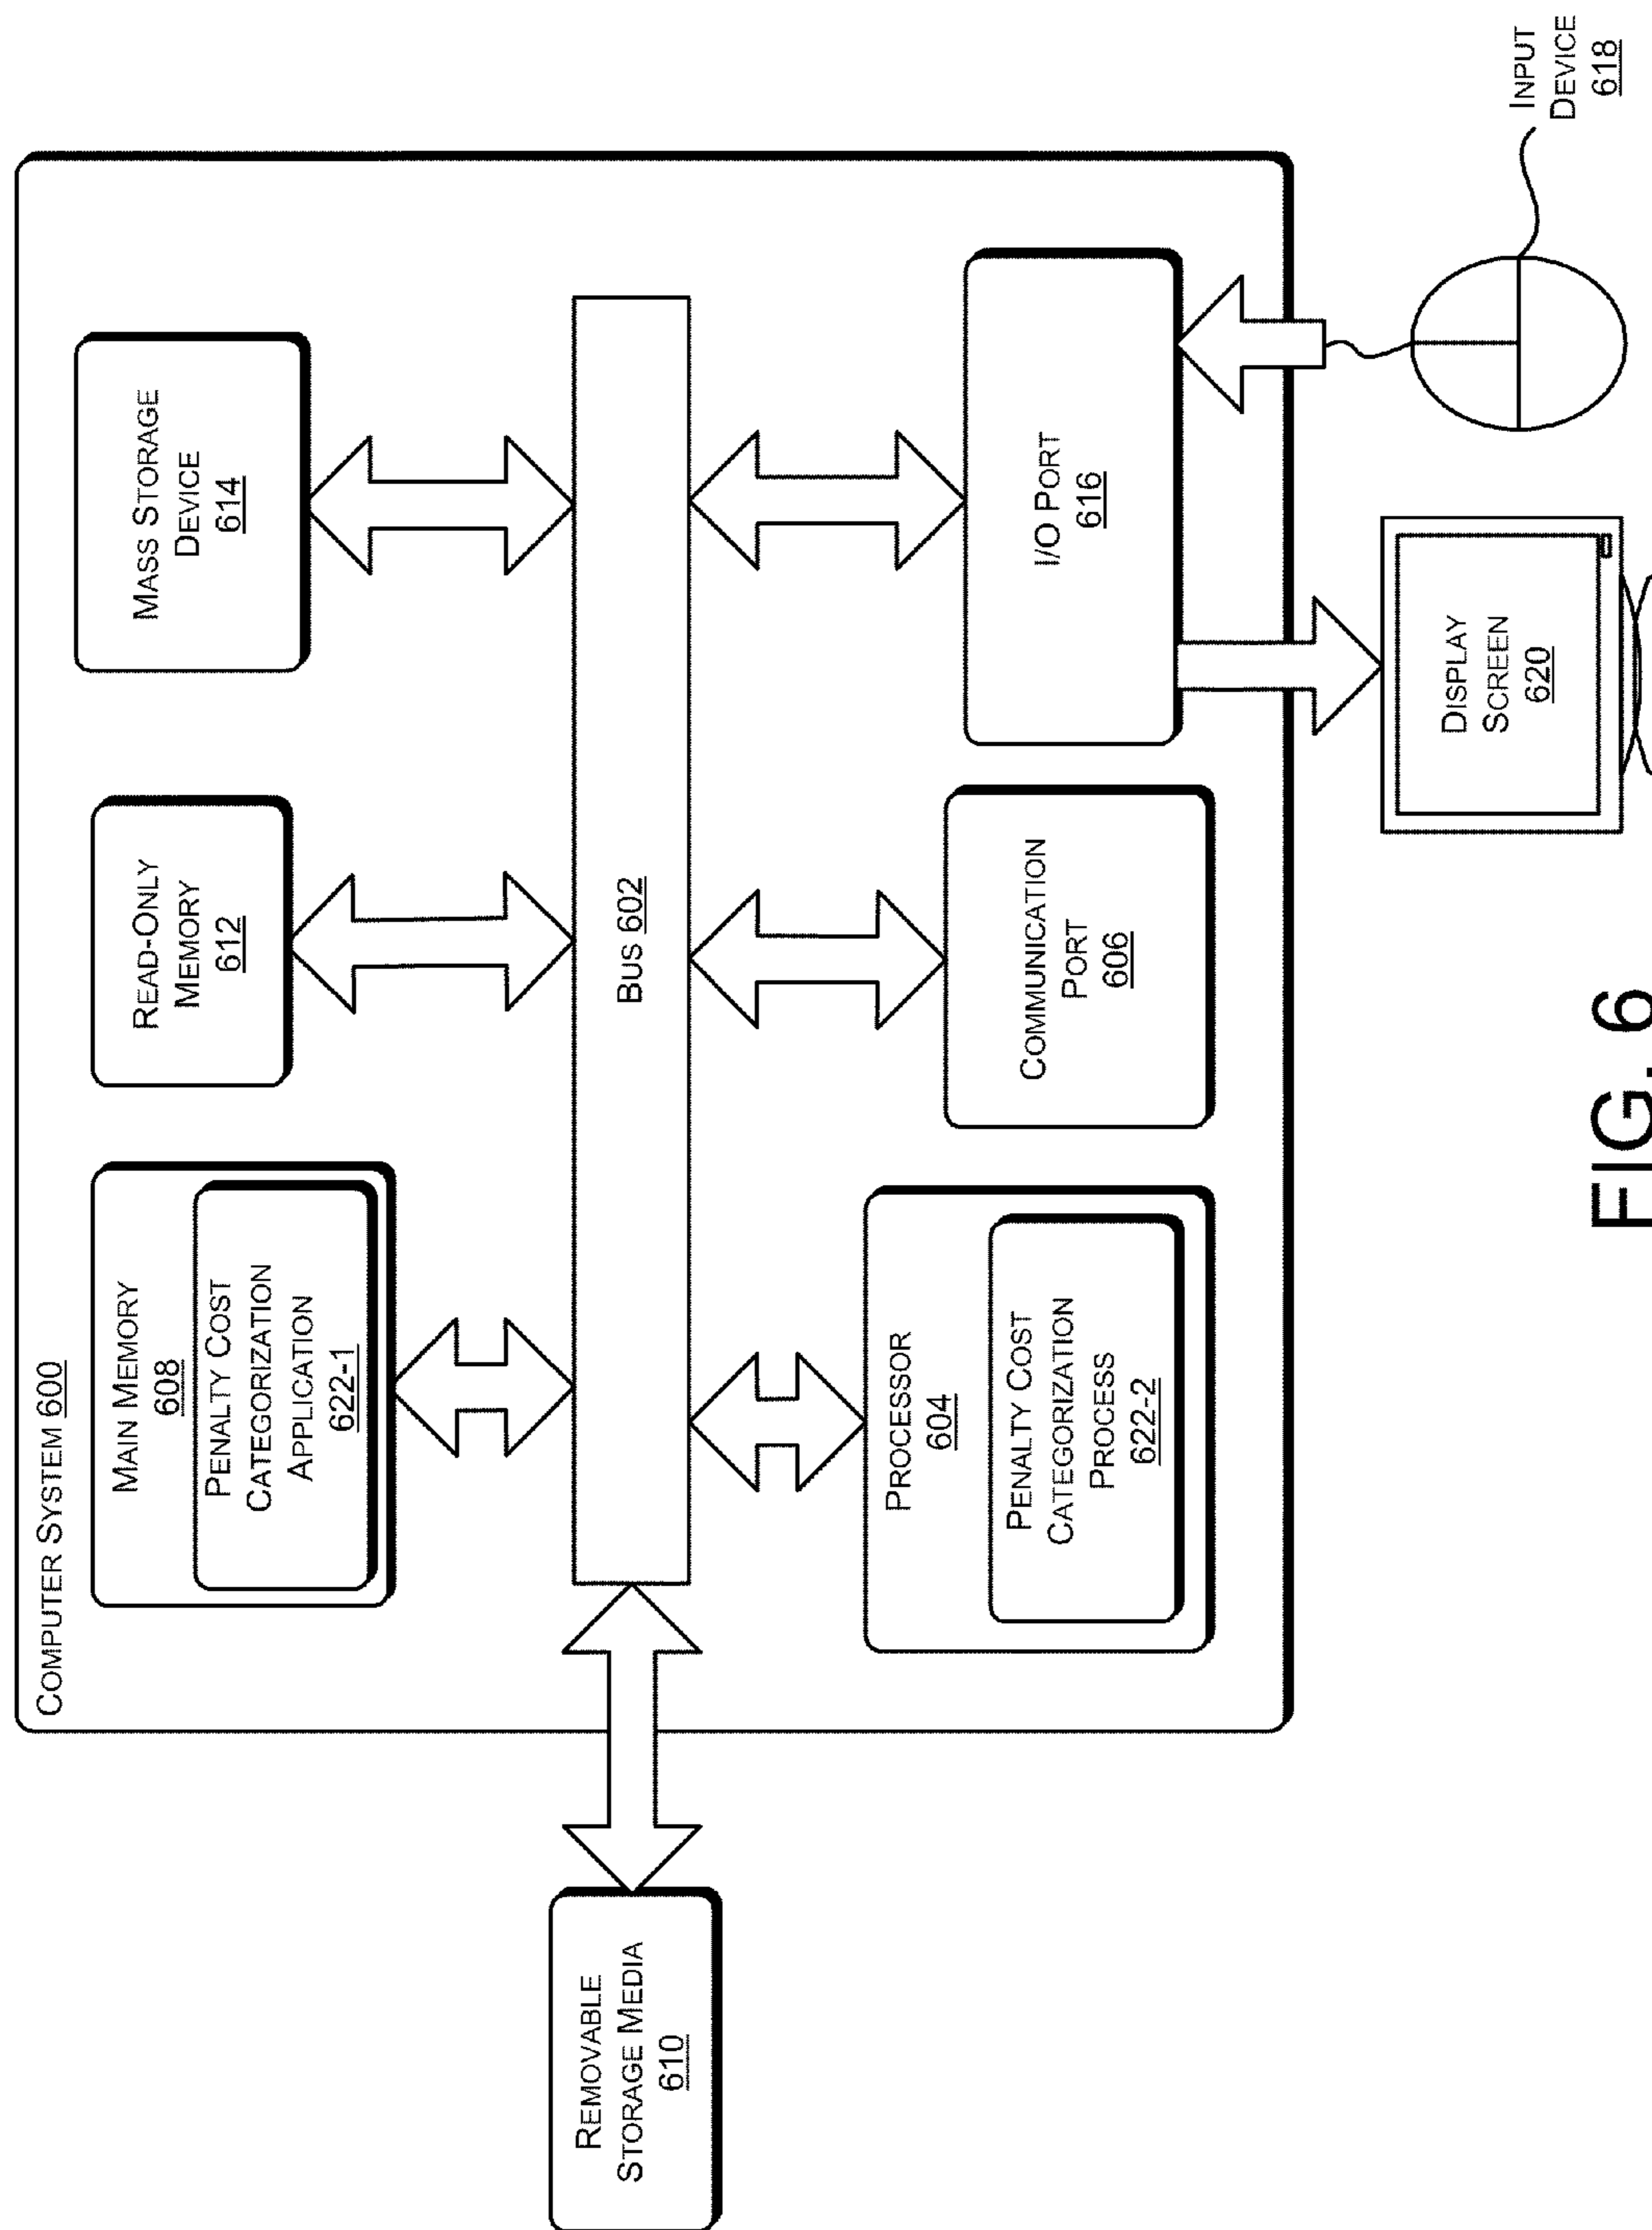 COMPUTER SYSTEM 600
MAIN MEMORY
608
PENALTY COST
CATEGORIZATION
APPLICATION
622-1
READ-ONLY
MEMORY
612
MASS STORAGE
DEVICE
614
REMOVABLE
STORAGE MEDIA
610
BUS 602
PROCESSOR
604
PENALTY COST
CATEGORIZATION
PROCESS
622-2
COMMUNICATION
PORT
606
I/O PORT
616
DISPLAY
SCREEN
620
INPUT
DEVICE
618
FIG. 6